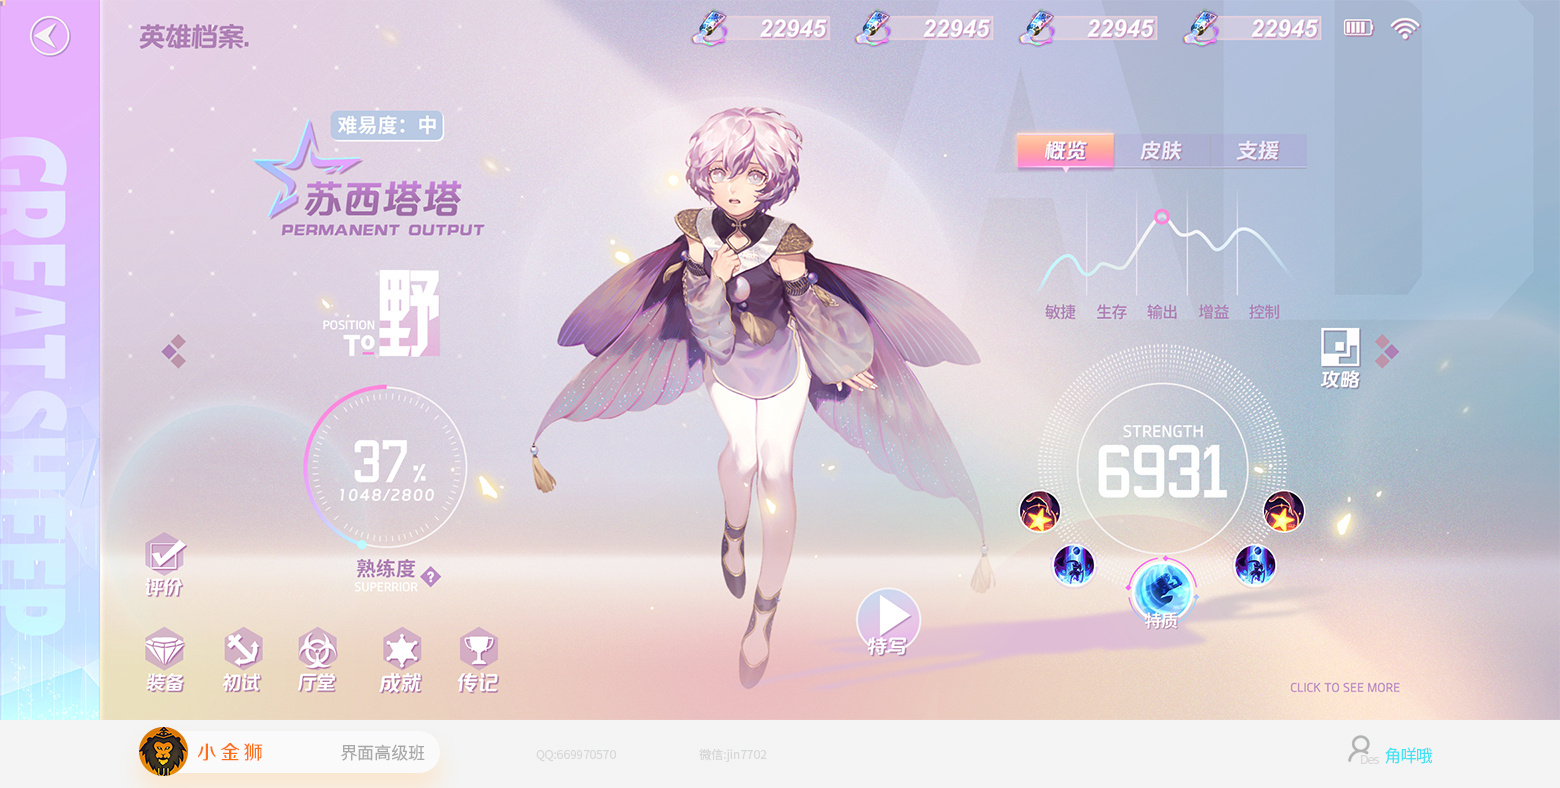 英雄档案.
22945
22945
22945
22945
GREATSHEEP
AD
难易度：中
苏西塔塔
PERMANENT OUTPUT
POSITION
TO
野
37%
1048/2800
熟练度
?
SUPERRIOR
评价
装备
初试
厅堂
成就
传记
特写
概览
皮肤
支援
敏捷
生存
输出
增益
控制
攻略
STRENGTH
6931
特质
CLICK TO SEE MORE
UI
小金狮
界面高级班
QQ:669970570
微信:jin7702
Des
角咩哦